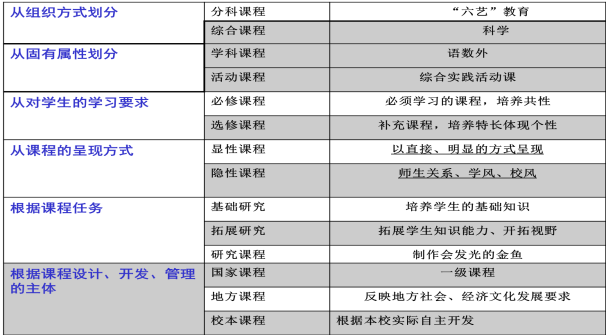 从组织方式划分 分科课程 “六艺”教育
综合课程 科学
从固有属性划分 学科课程 语数外
活动课程 综合实践活动课
从对学生的学习要求 必修课程 必须学习的课程，培养共性
选修课程 补充课程，培养特长体现个性
从课程的呈现方式 显性课程 以直接、明显的方式呈现
隐性课程 师生关系、学风、校风
根据课程任务 基础研究 培养学生的基础知识
拓展研究 拓展学生知识能力、开拓视野
研究课程 制作会发光的金鱼
根据课程设计、开发、管理 国家课程 一级课程
的主体 地方课程 反映地方社会、经济文化发展要求
校本课程 根据本校实际自主开发